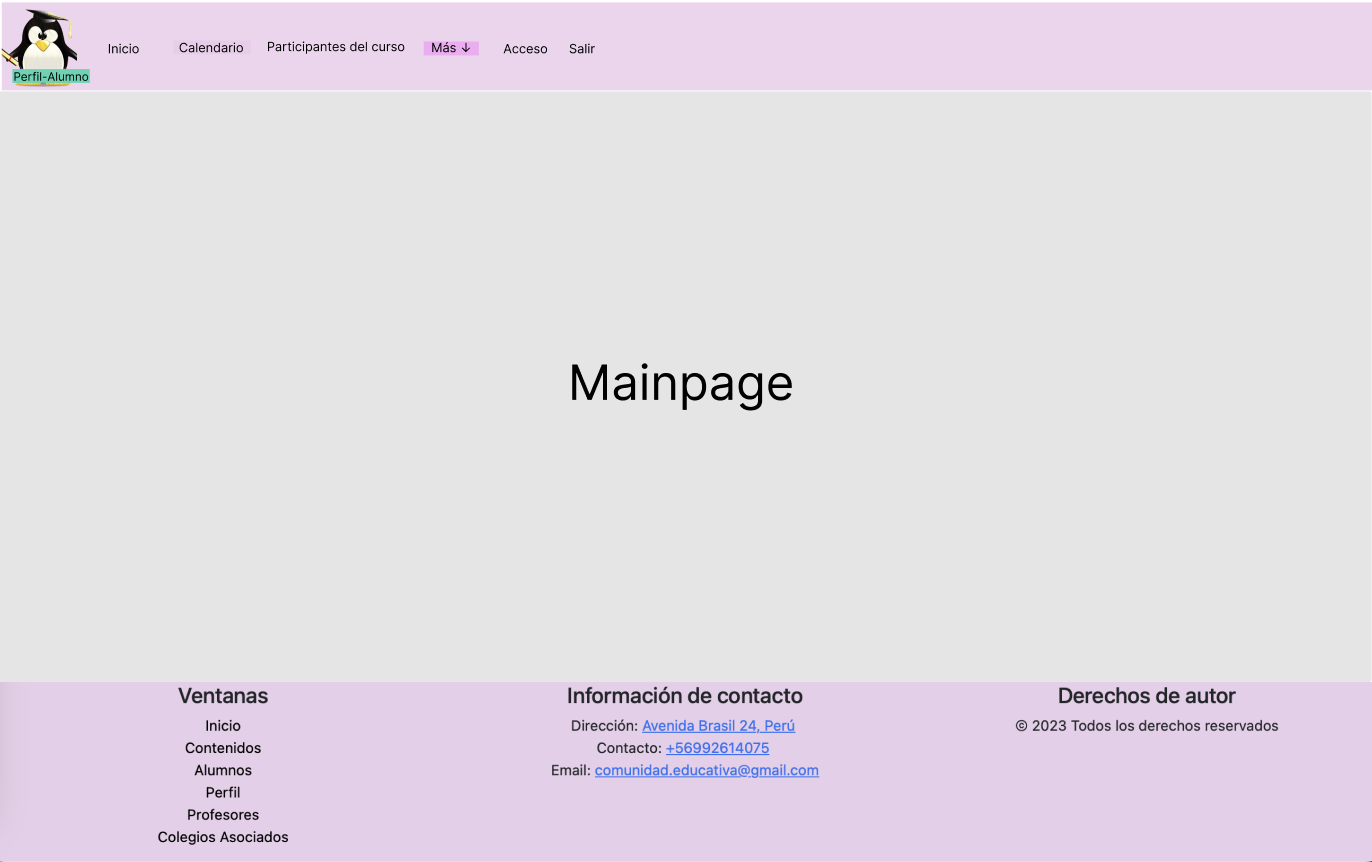 Perfil-Alumno
Inicio
Calendario
Participantes del curso
Más ↓
Acceso
Salir
Mainpage
Ventanas
Inicio
Contenidos
Alumnos
Perfil
Profesores
Colegios Asociados
Información de contacto
Dirección: Avenida Brasil 24, Perú
Contacto: +56992614075
Email: comunidad.educativa@gmail.com
Derechos de autor
© 2023 Todos los derechos reservados